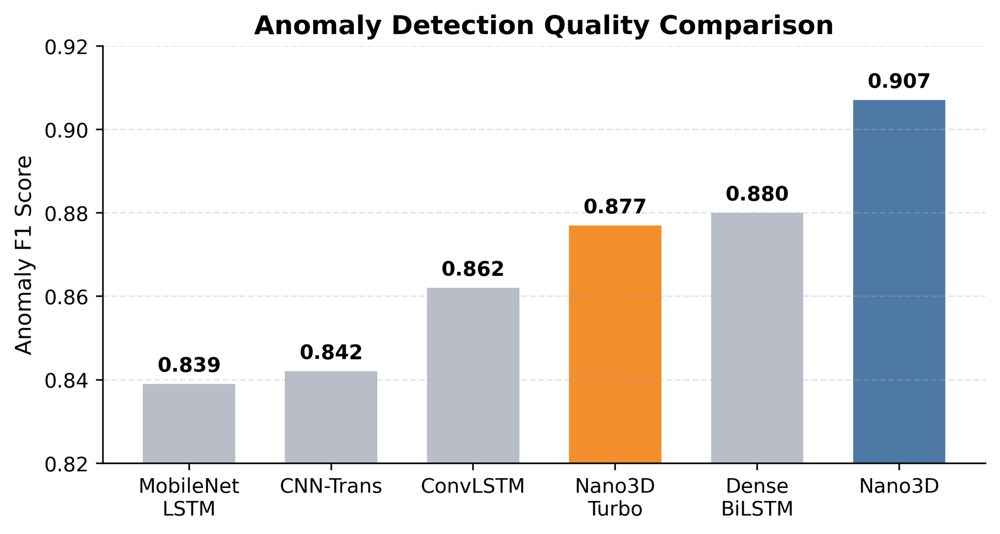 Anomaly Detection Quality Comparison
Anomaly F1 Score
0.92
0.90
0.88
0.86
0.84
0.82
0.839
0.842
0.862
0.877
0.880
0.907
MobileNet
LSTM
CNN-Trans
ConvLSTM
Nano3D
Turbo
Dense
BiLSTM
Nano3D